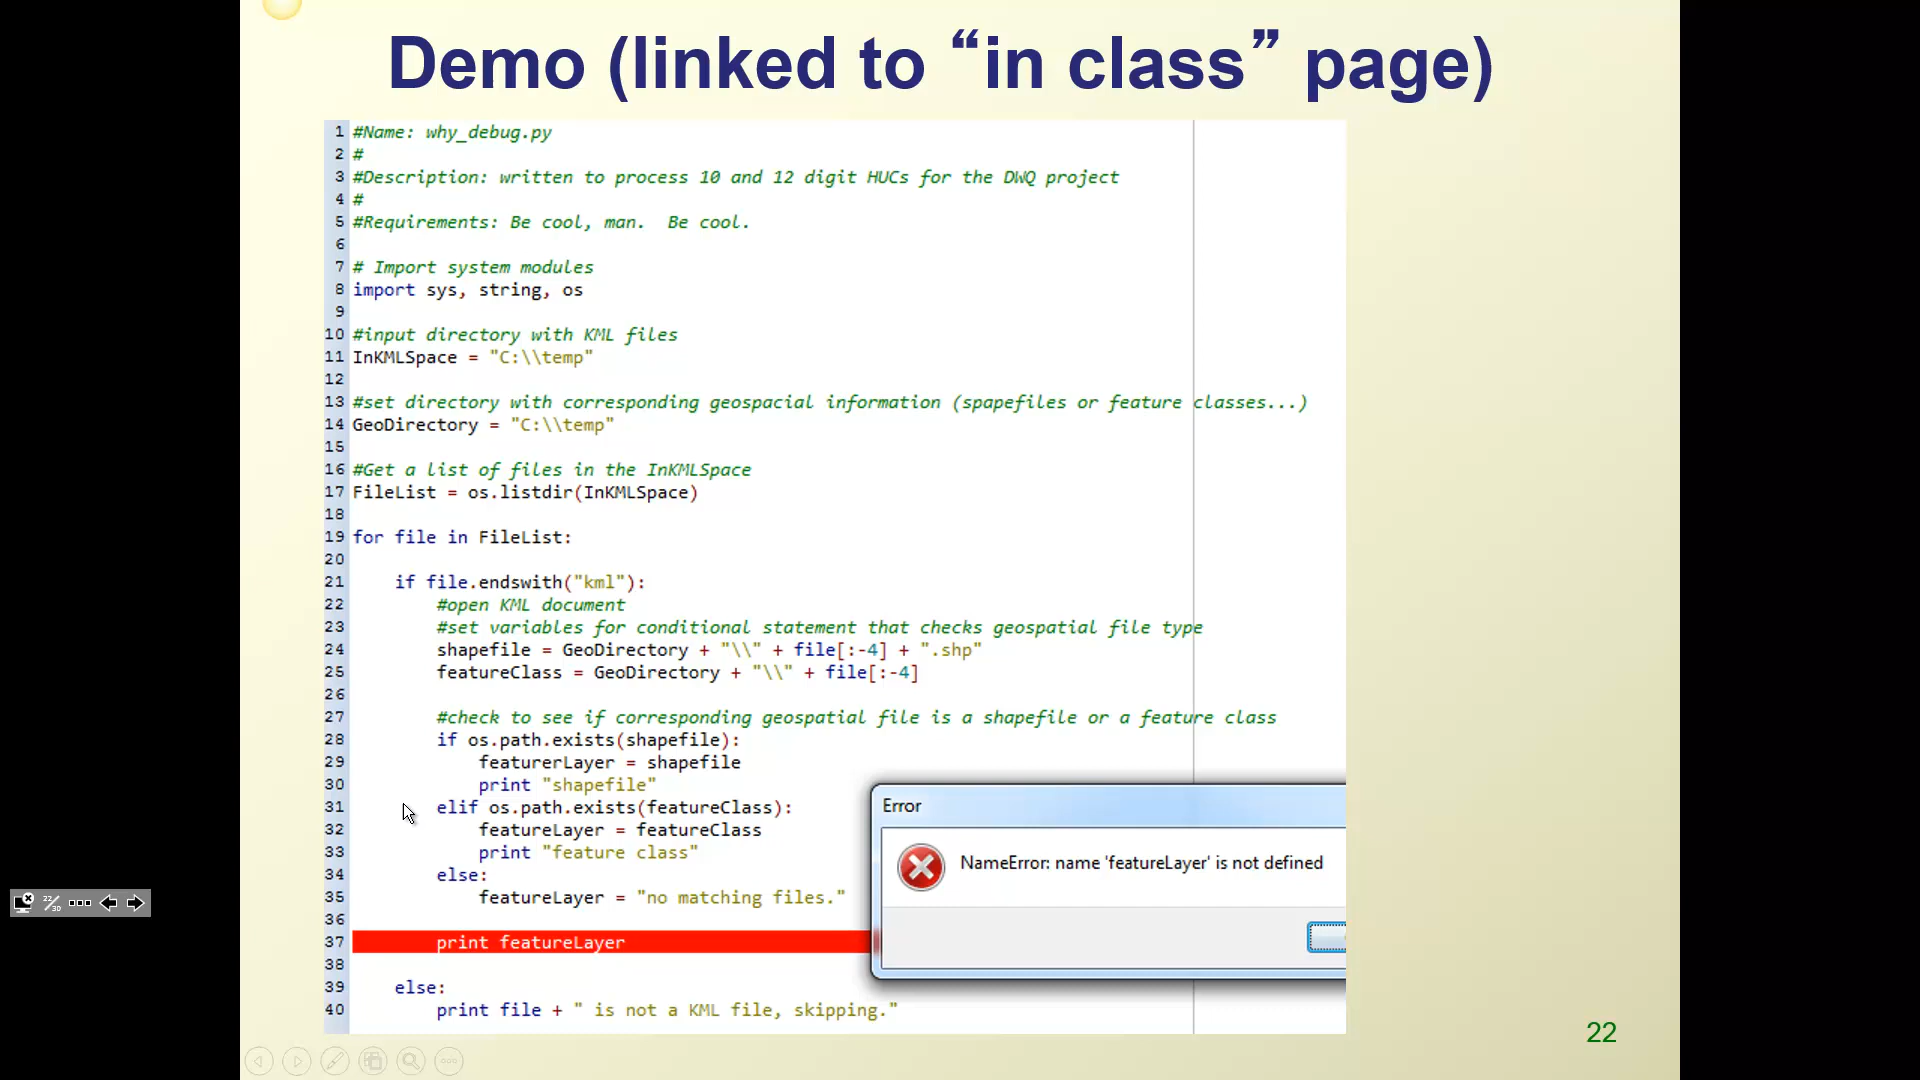 Demo (linked to “in class” page)
1 #Name: why_debug.py
2 #
3 #Description: written to process 10 and 12 digit HUCs for the DWQ project
4 #
5 #Requirements: Be cool, man.  Be cool.
6
7 # Import system modules
8 import sys, string, os
9
10 #input directory with KML files
11 InKMLSpace = "C:\\temp"
12
13 #set directory with corresponding geospacial information (spapefiles or feature classes...)
14 GeoDirectory = "C:\\temp"
15
16 #Get a list of files in the InKMLSpace
17 FileList = os.listdir(InKMLSpace)
18
19 for file in FileList:
20
21     if file.endswith("kml"):
22         #open KML document
23         #set variables for conditional statement that checks geospatial file type
24         shapefile = GeoDirectory + "\\" + file[:-4] + ".shp"
25         featureClass = GeoDirectory + "\\" + file[:-4]
26
27         #check to see if corresponding geospatial file is a shapefile or a feature class
28         if os.path.exists(shapefile):
29             featurerLayer = shapefile
30             print "shapefile"
31         elif os.path.exists(featureClass):
32             featureLayer = featureClass
33             print "feature class"
34         else:
35             featureLayer = "no matching files."
36
37         print featureLayer
38
39     else:
40         print file + " is not a KML file, skipping."
Error
NameError: name 'featureLayer' is not defined
22/30
22